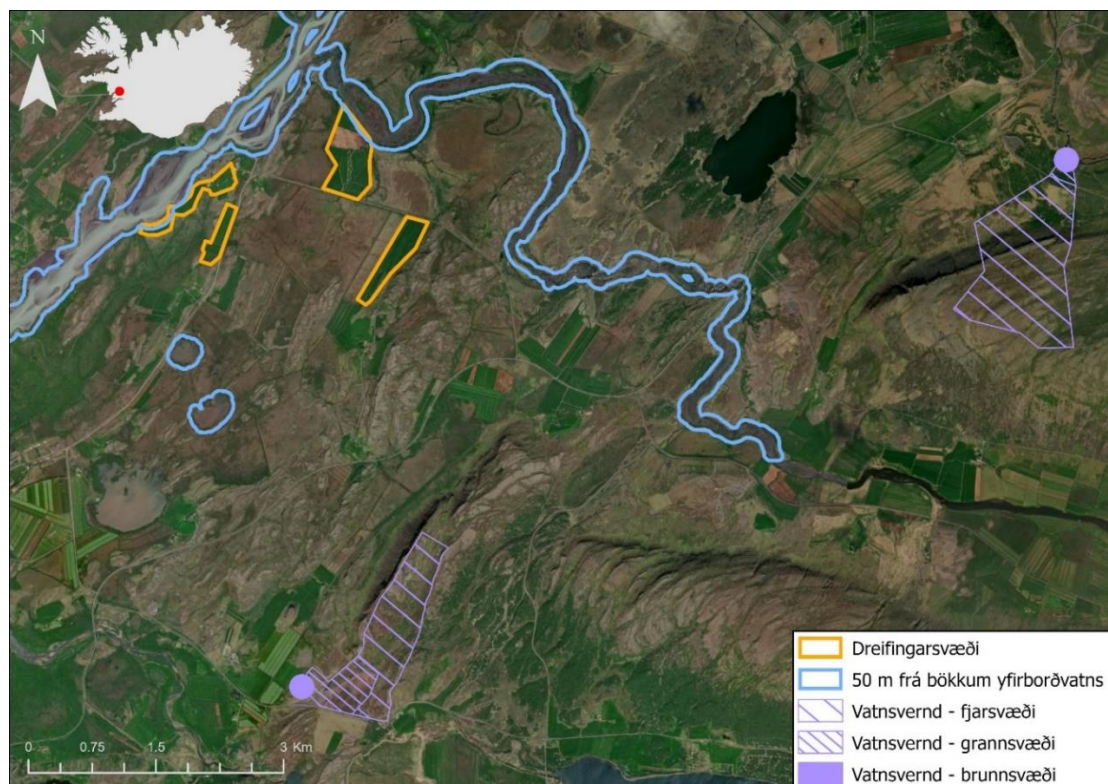 N
Dreifingarsvæði
50 m frá bökkum yfirborðvatns
Vatnsvernd - fjarsvæði
Vatnsvernd - grannsvæði
Vatnsvernd - brunnsvæði
0 0.75 1.5 3 Km